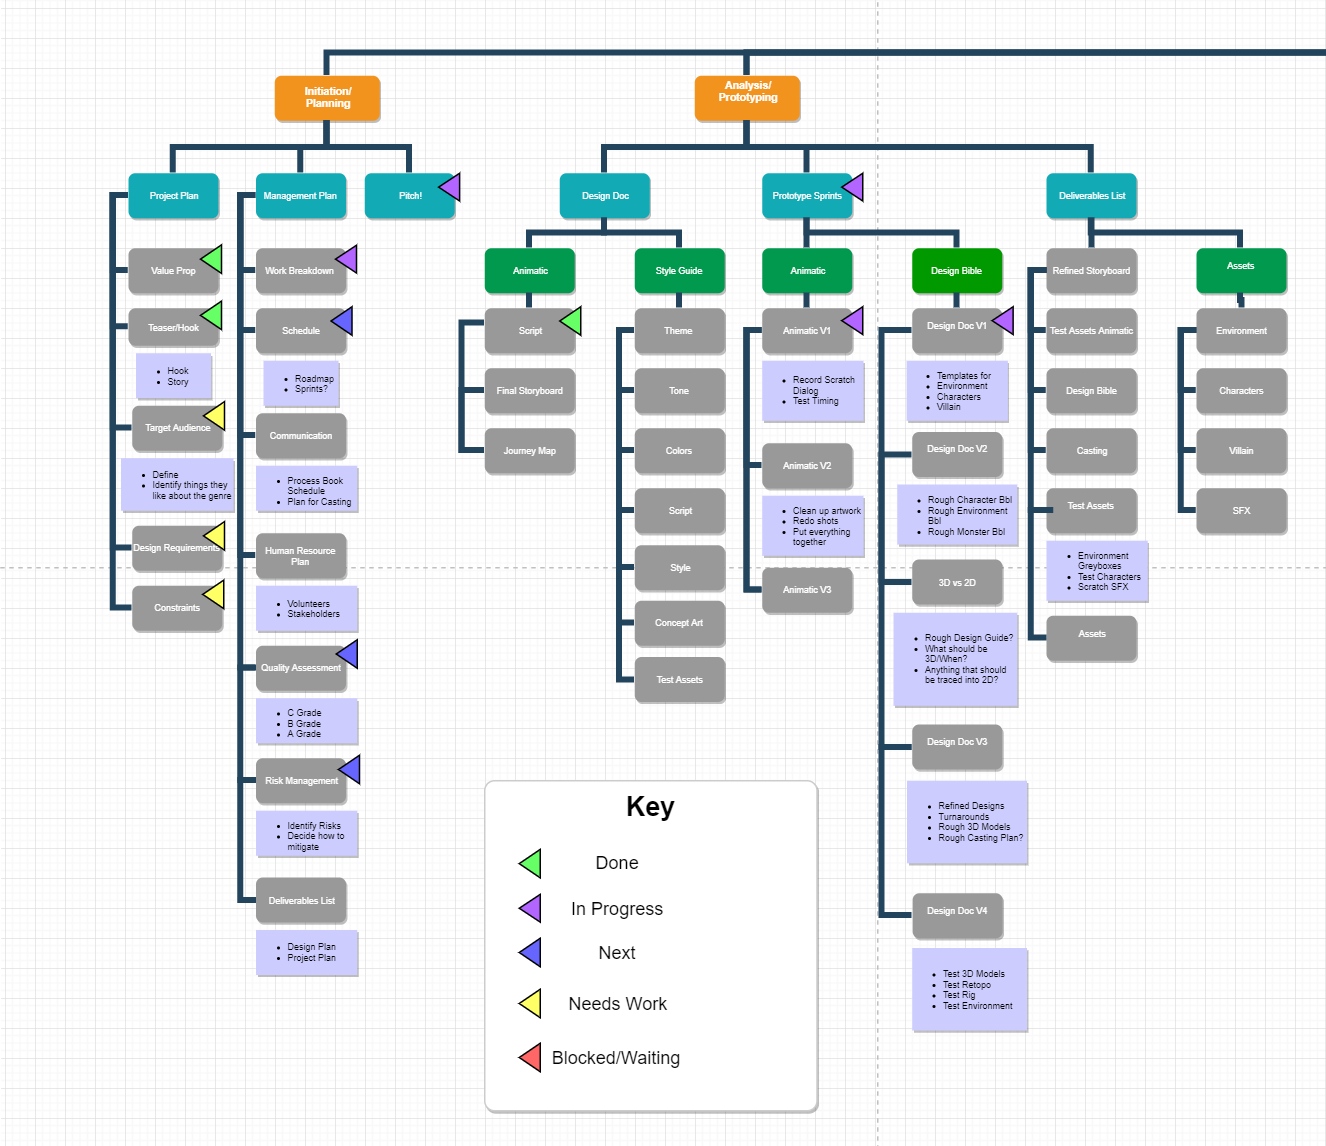 Initiation/
Planning
Analysis/
Prototyping
Project Plan
Management Plan
Pitch!
Design Doc
Prototype Sprints
Deliverables List
Value Prop
Teaser/Hook
Hook
Story
Target Audience
Define
Identify things they
like about the genre
Design Requirements
Constraints
Work Breakdown
Schedule
Roadmap
Sprints?
Communication
Process Book
Schedule
Plan for Casting
Human Resource
Plan
Volunteers
Stakeholders
Quality Assessment
C Grade
B Grade
A Grade
Risk Management
Identify Risks
Decide how to
mitigate
Deliverables List
Design Plan
Project Plan
Animatic
Script
Final Storyboard
Journey Map
Style Guide
Theme
Tone
Colors
Script
Style
Concept Art
Test Assets
Animatic
Animatic V1
Record Scratch
Dialog
Test Timing
Animatic V2
Clean up artwork
Redo shots
Put everything
together
Animatic V3
Design Bible
Design Doc V1
Templates for
Environment
Characters
Villain
Design Doc V2
Rough Character Bbl
Rough Environment
Bbl
Rough Monster Bbl
3D vs 2D
Rough Design Guide?
What should be
3D/When?
Anything that should
be traced into 2D?
Design Doc V3
Refined Designs
Turnarounds
Rough 3D Models
Rough Casting Plan?
Design Doc V4
Test 3D Models
Test Retopo
Test Rig
Test Environment
Refined Storyboard
Test Assets Animatic
Design Bible
Casting
Test Assets
Environment
Greyboxes
Test Characters
Scratch SFX
Assets
Assets
Environment
Characters
Villain
SFX
Key
Done
In Progress
Next
Needs Work
Blocked/Waiting